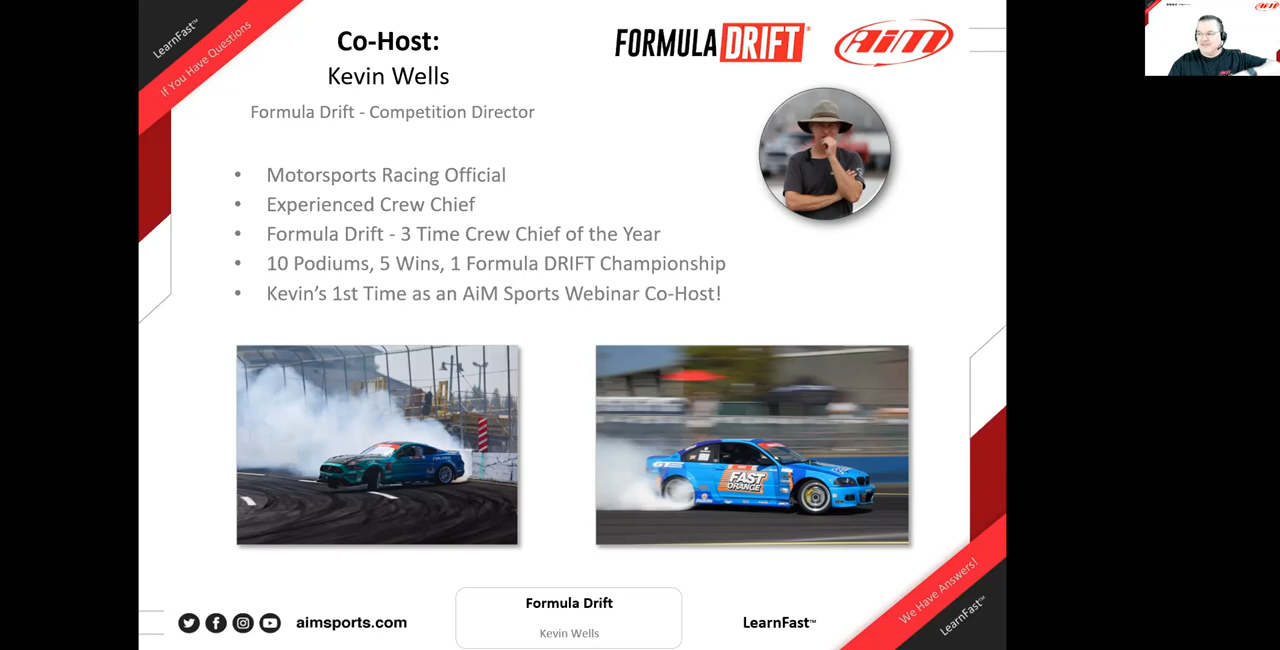 LearnFast™
If You Have Questions
Co-Host:
Kevin Wells
Formula Drift - Competition Director
FORMULA DRIFT®
AiM
• Motorsports Racing Official
• Experienced Crew Chief
• Formula Drift - 3 Time Crew Chief of the Year
• 10 Podiums, 5 Wins, 1 Formula DRIFT Championship
• Kevin's 1st Time as an AiM Sports Webinar Co-Host!
FAST
ORANGE
aimsports.com
Formula Drift
Kevin Wells
LearnFast™
We Have Answers!
LearnFast™